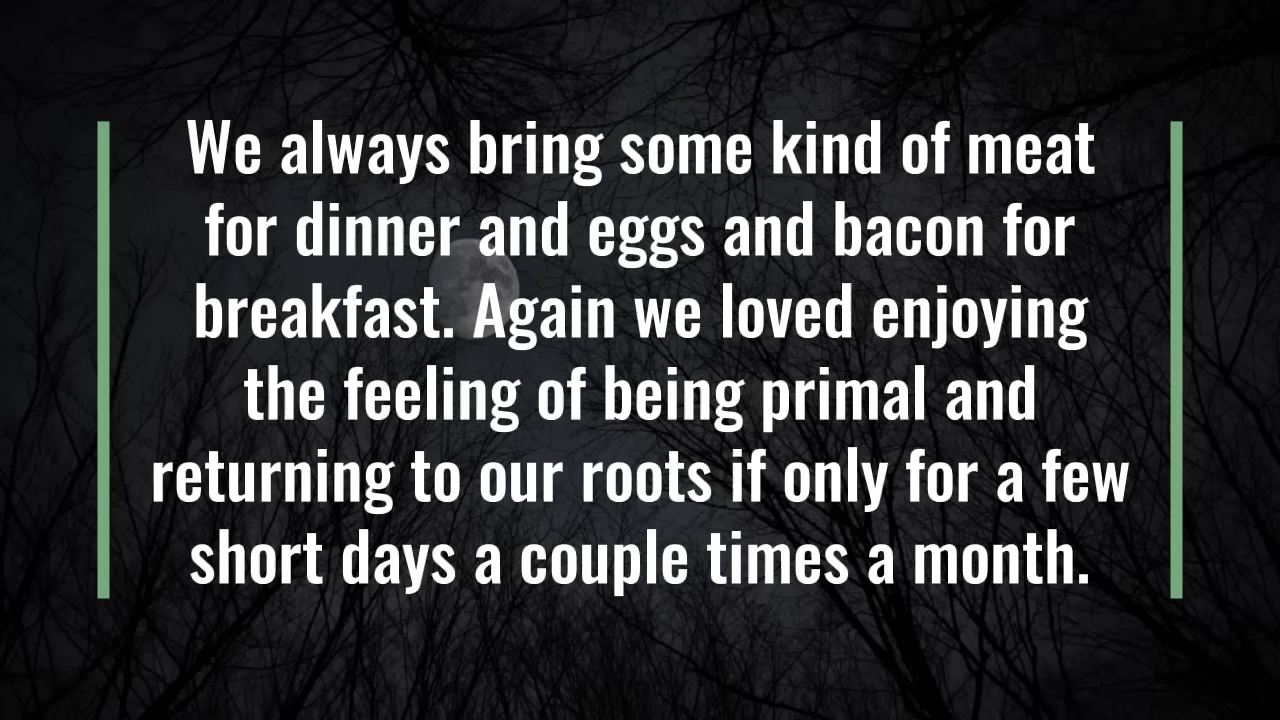 We always bring some kind of meat
for dinner and eggs and bacon for
breakfast. Again we loved enjoying
the feeling of being primal and
returning to our roots if only for a few
short days a couple times a month.